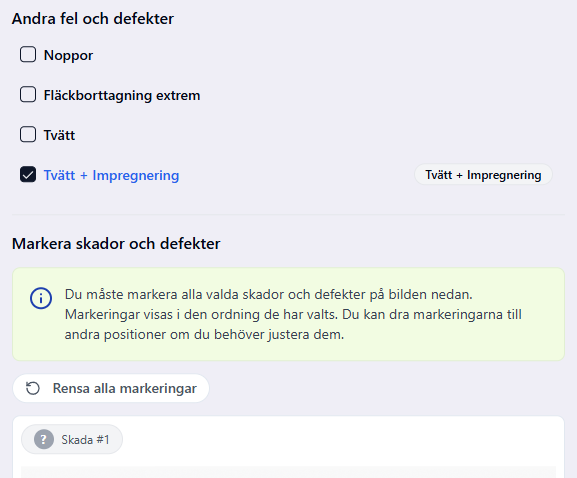 Andra fel och defekter
Noppor
Fläckborttagning extrem
Tvätt
Tvätt + Impregnering
Tvätt + Impregnering
Markera skador och defekter
Du måste markera alla valda skador och defekter på bilden nedan.
Markeringar visas i den ordning de har valts. Du kan dra markeringarna till
andra positioner om du behöver justera dem.
Rensa alla markeringar
? Skada #1